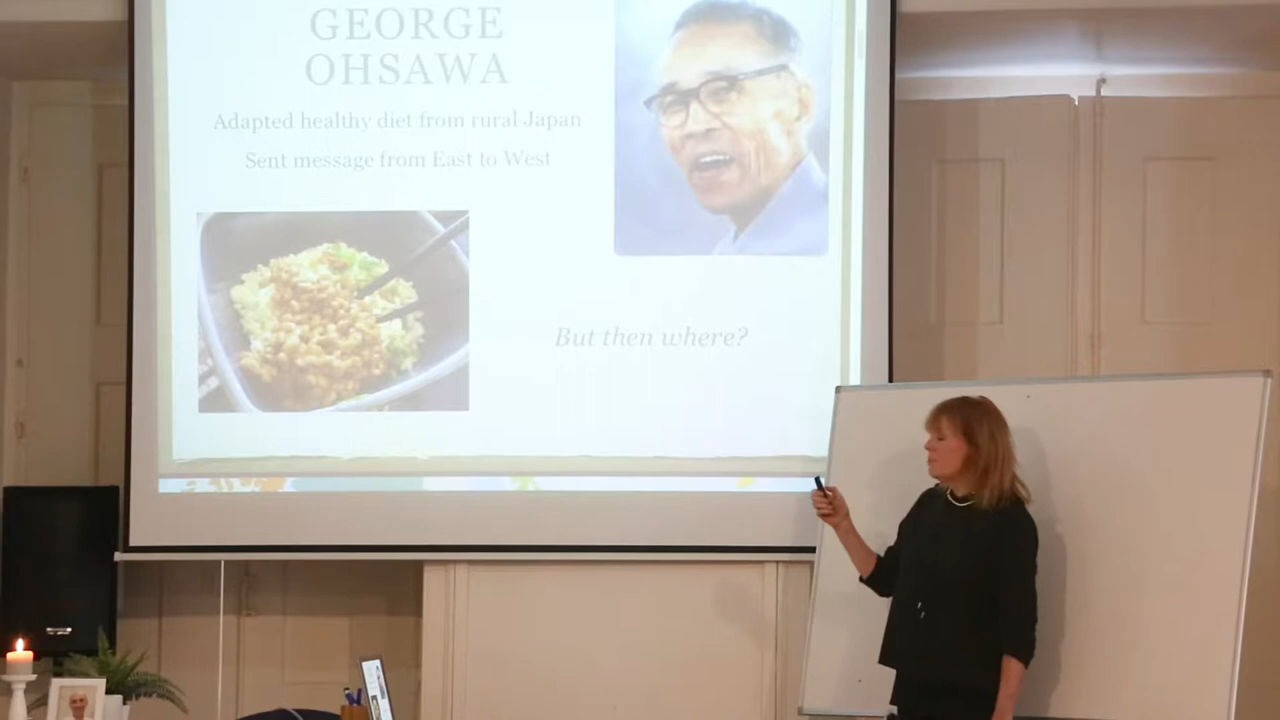 GEORGE
OHSAWA
Adapted healthy diet from rural Japan
Sent message from East to West
But then where?